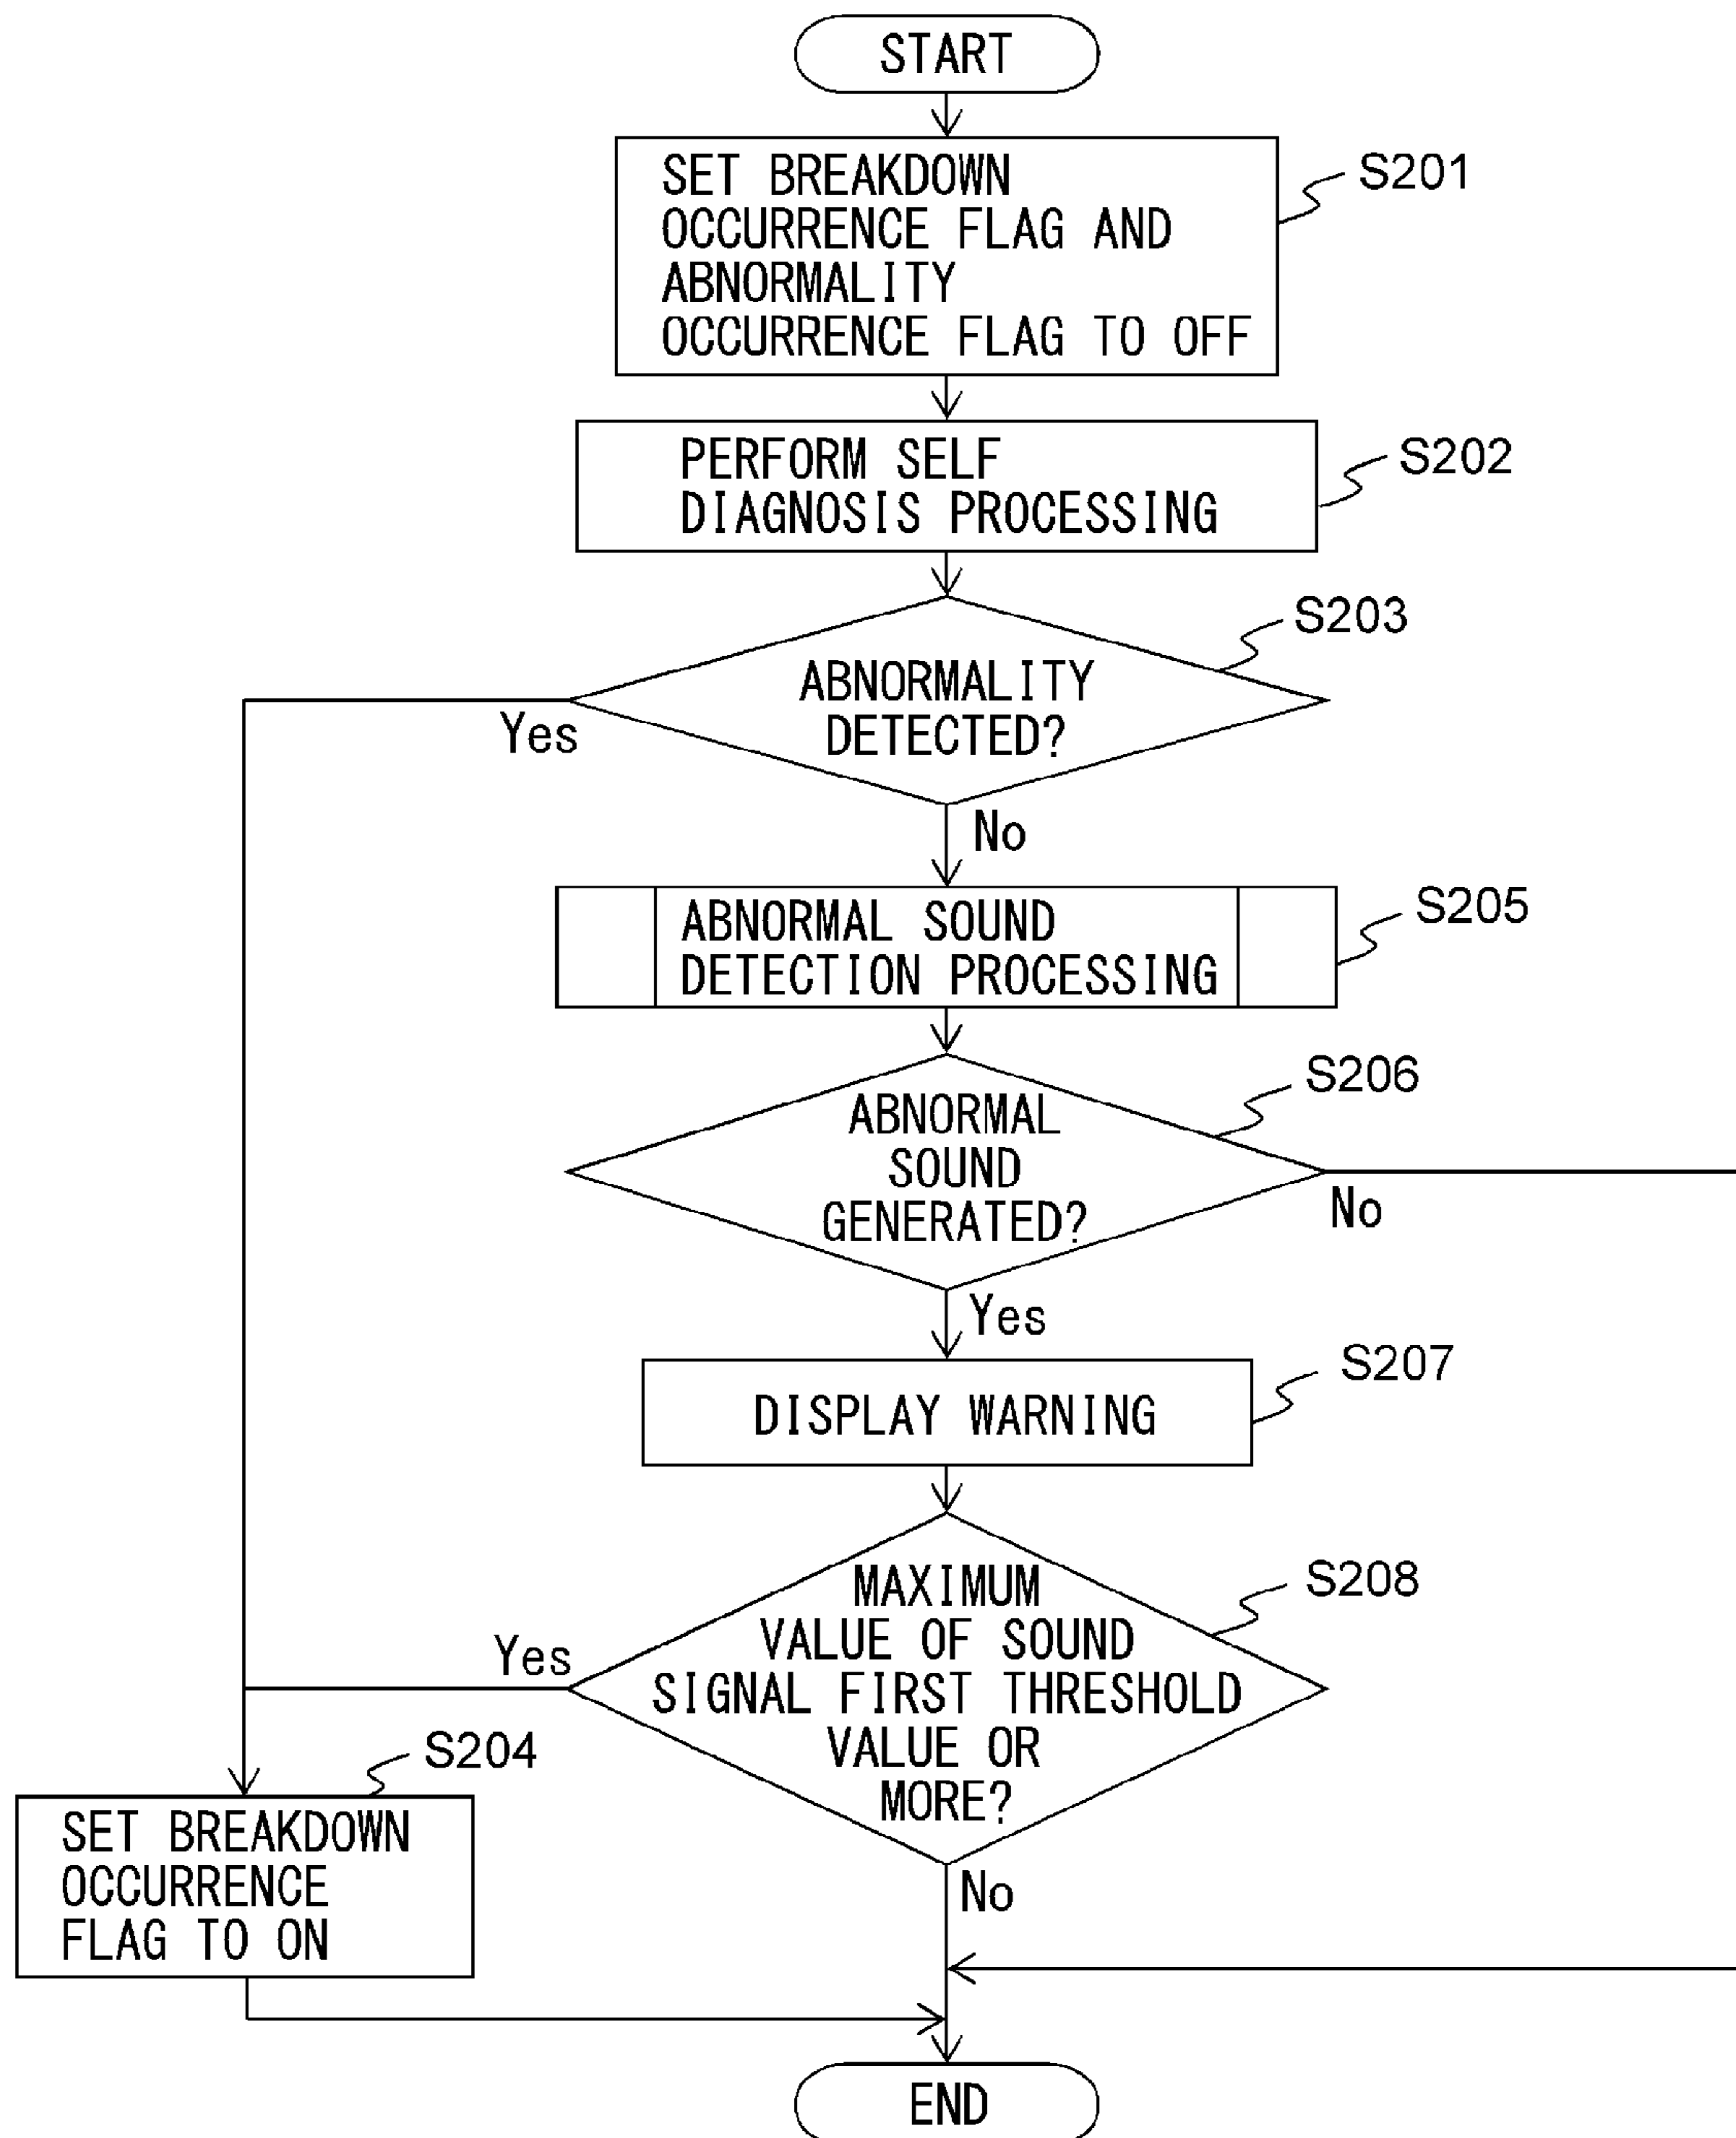 START
SET BREAKDOWN
OCCURRENCE FLAG AND
ABNORMALITY
OCCURRENCE FLAG TO OFF
S201
PERFORM SELF
DIAGNOSIS PROCESSING
S202
S203
ABNORMALITY
DETECTED?
Yes
No
ABNORMAL SOUND
DETECTION PROCESSING
S205
S206
ABNORMAL
SOUND
GENERATED?
No
Yes
S207
DISPLAY WARNING
S208
MAXIMUM
VALUE OF SOUND
SIGNAL FIRST THRESHOLD
VALUE OR
MORE?
Yes
No
S204
SET BREAKDOWN
OCCURRENCE
FLAG TO ON
END